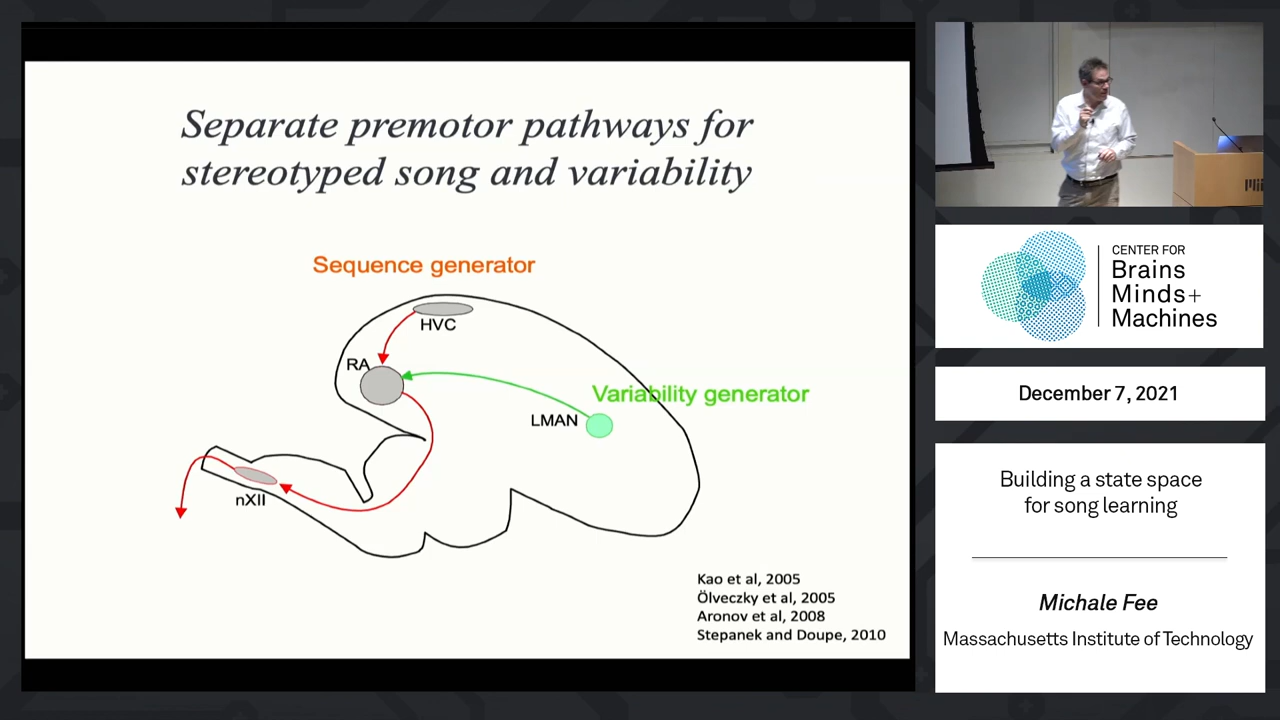 Separate premotor pathways for
stereotyped song and variability
Sequence generator
HVC
RA
Variability generator
LMAN
nXII
Kao et al, 2005
Ölveczky et al, 2005
Aronov et al, 2008
Stepanek and Doupe, 2010
CENTER FOR
Brains
Minds+
Machines
December 7, 2021
Building a state space
for song learning
Michale Fee
Massachusetts Institute of Technology